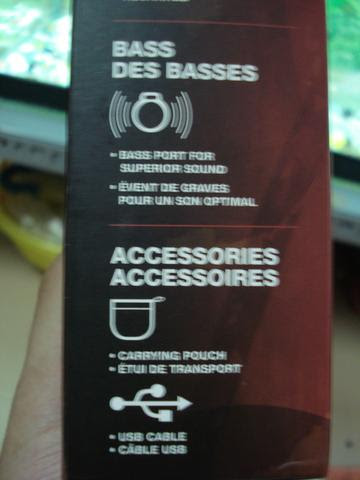 BASS
DES BASSES
- BASS PORT FOR
SUPERIOR SOUND
- ÉVENT DE GRAVES
POUR UN SON OPTIMAL
ACCESSORIES
ACCESSOIRES
- CARRYING POUCH
- ÉTUI DE TRANSPORT
- USB CABLE
- CÂBLE USB